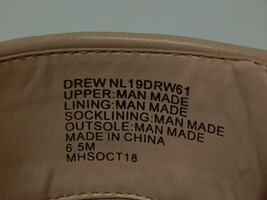 DREW NL19DRW61
UPPER:MAN MADE
LINING:MAN MADE
SOCKLINING:MAN MADE
OUTSOLE:MAN MADE
MADE IN CHINA
6.5M
MHSOCT18